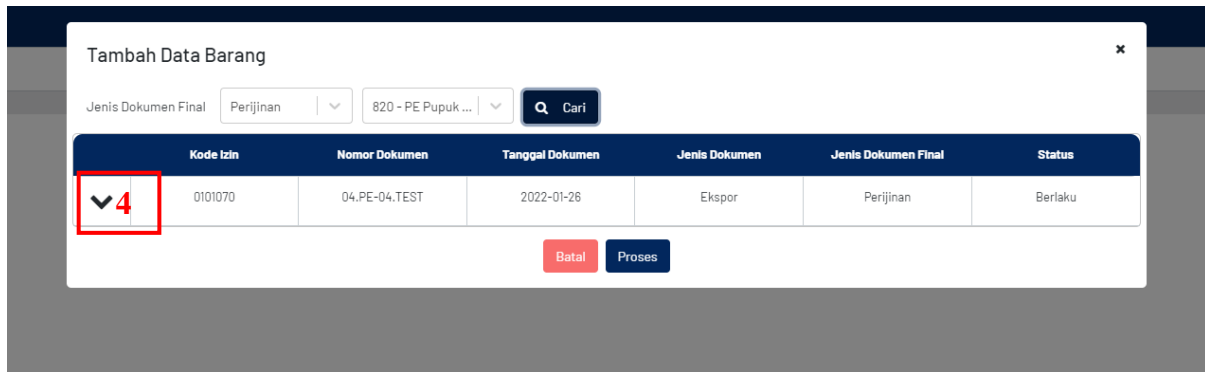 Tambah Data Barang
Jenis Dokumen Final Perijinan 820 - PE Pupuk ... Cari
Kode Izin Nomor Dokumen Tanggal Dokumen Jenis Dokumen Jenis Dokumen Final Status
4 0101070 04.PE-04.TEST 2022-01-26 Ekspor Perijinan Berlaku
Batal Proses